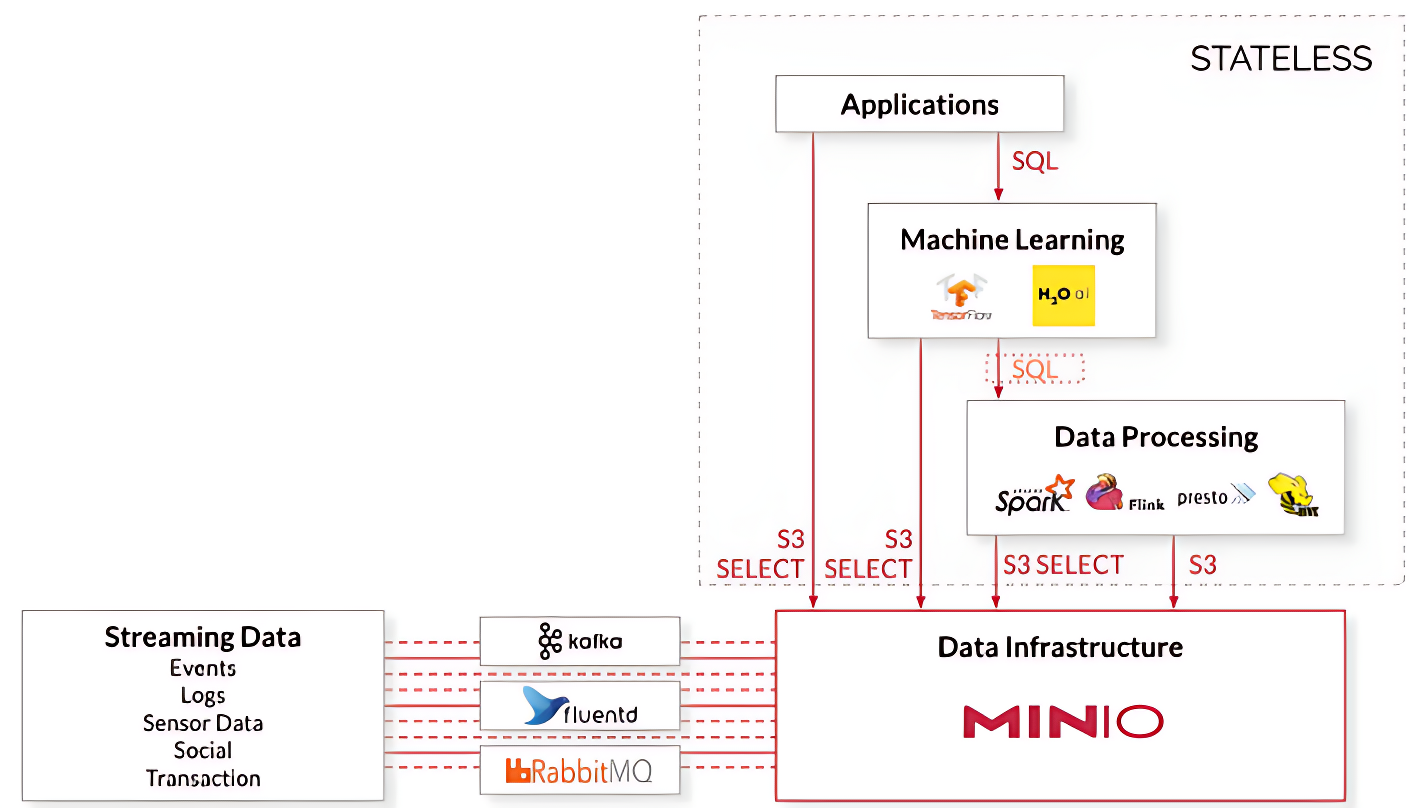 STATELESS
Applications
SQL
Machine Learning
TensorFlow
H2O ai
SQL
Data Processing
Spark
Flink
presto
S3
SELECT
S3
SELECT
S3 SELECT
S3
Streaming Data
Events
Logs
Sensor Data
Social
Transaction
kafka
fluentd
RabbitMQ
Data Infrastructure
MINIO